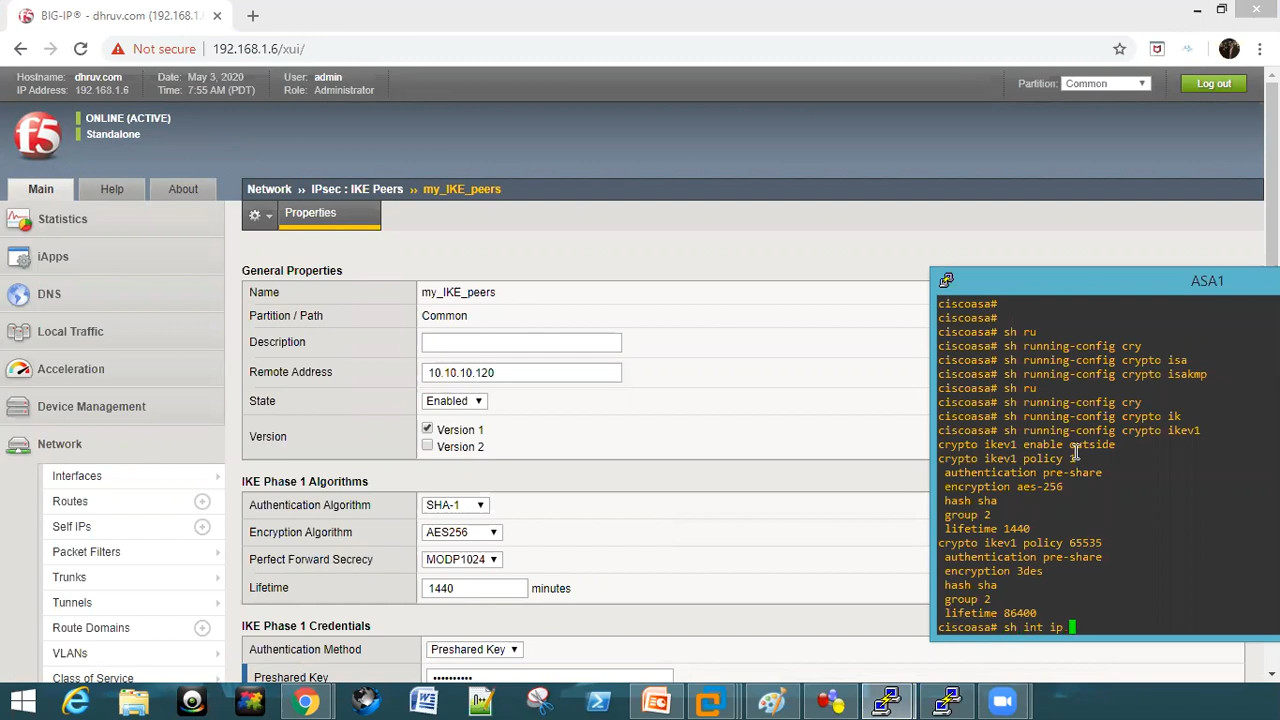 BIG-IP® - dhruv.com (192.168.1.6
Not secure
192.168.1.6/xui/
Hostname: dhruv.com
IP Address: 192.168.1.6
Date: May 3, 2020
Time: 7:55 AM (PDT)
User: admin
Role: Administrator
Partition: Common
Log out
f5
ONLINE (ACTIVE)
Standalone
Main
Help
About
Statistics
iApps
DNS
Local Traffic
Acceleration
Device Management
Network
Interfaces
Routes
Self IPs
Packet Filters
Trunks
Tunnels
Route Domains
VLANs
Class of Service
Network ›› IPsec : IKE Peers ›› my_IKE_peers
Properties
General Properties
Name my_IKE_peers
Partition / Path Common
Description
Remote Address 10.10.10.120
State Enabled
Version
Version 1
Version 2
IKE Phase 1 Algorithms
Authentication Algorithm SHA-1
Encryption Algorithm AES256
Perfect Forward Secrecy MODP1024
Lifetime 1440 minutes
IKE Phase 1 Credentials
Authentication Method Preshared Key
Preshared Key ••••••••••
ASA1
ciscoasa#
ciscoasa#
ciscoasa# sh ru
ciscoasa# sh running-config cry
ciscoasa# sh running-config crypto isa
ciscoasa# sh running-config crypto isakmp
ciscoasa# sh ru
ciscoasa# sh running-config cry
ciscoasa# sh running-config crypto ik
ciscoasa# sh running-config crypto ikev1
crypto ikev1 enable outside
crypto ikev1 policy
authentication pre-share
encryption aes-256
hash sha
group 2
lifetime 1440
crypto ikev1 policy 65535
authentication pre-share
encryption 3des
hash sha
group 2
lifetime 86400
ciscoasa# sh int ip